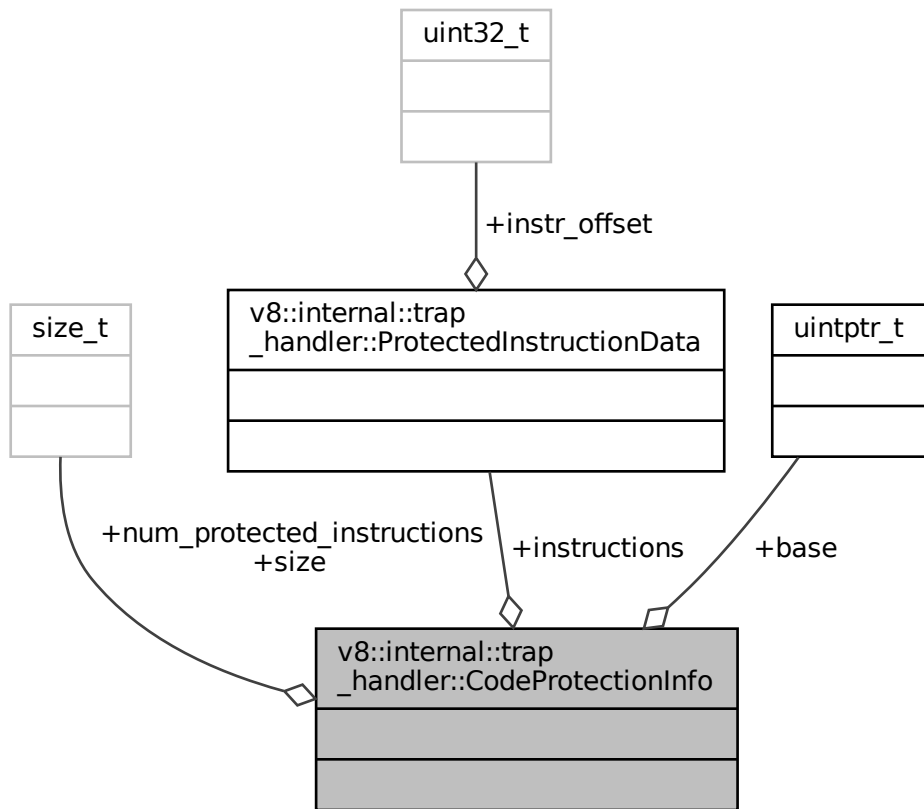 uint32_t
+instr_offset
v8::internal::trap
_handler::ProtectedInstructionData
size_t
uintptr_t
+num_protected_instructions
+size
+instructions
+base
v8::internal::trap
_handler::CodeProtectionInfo